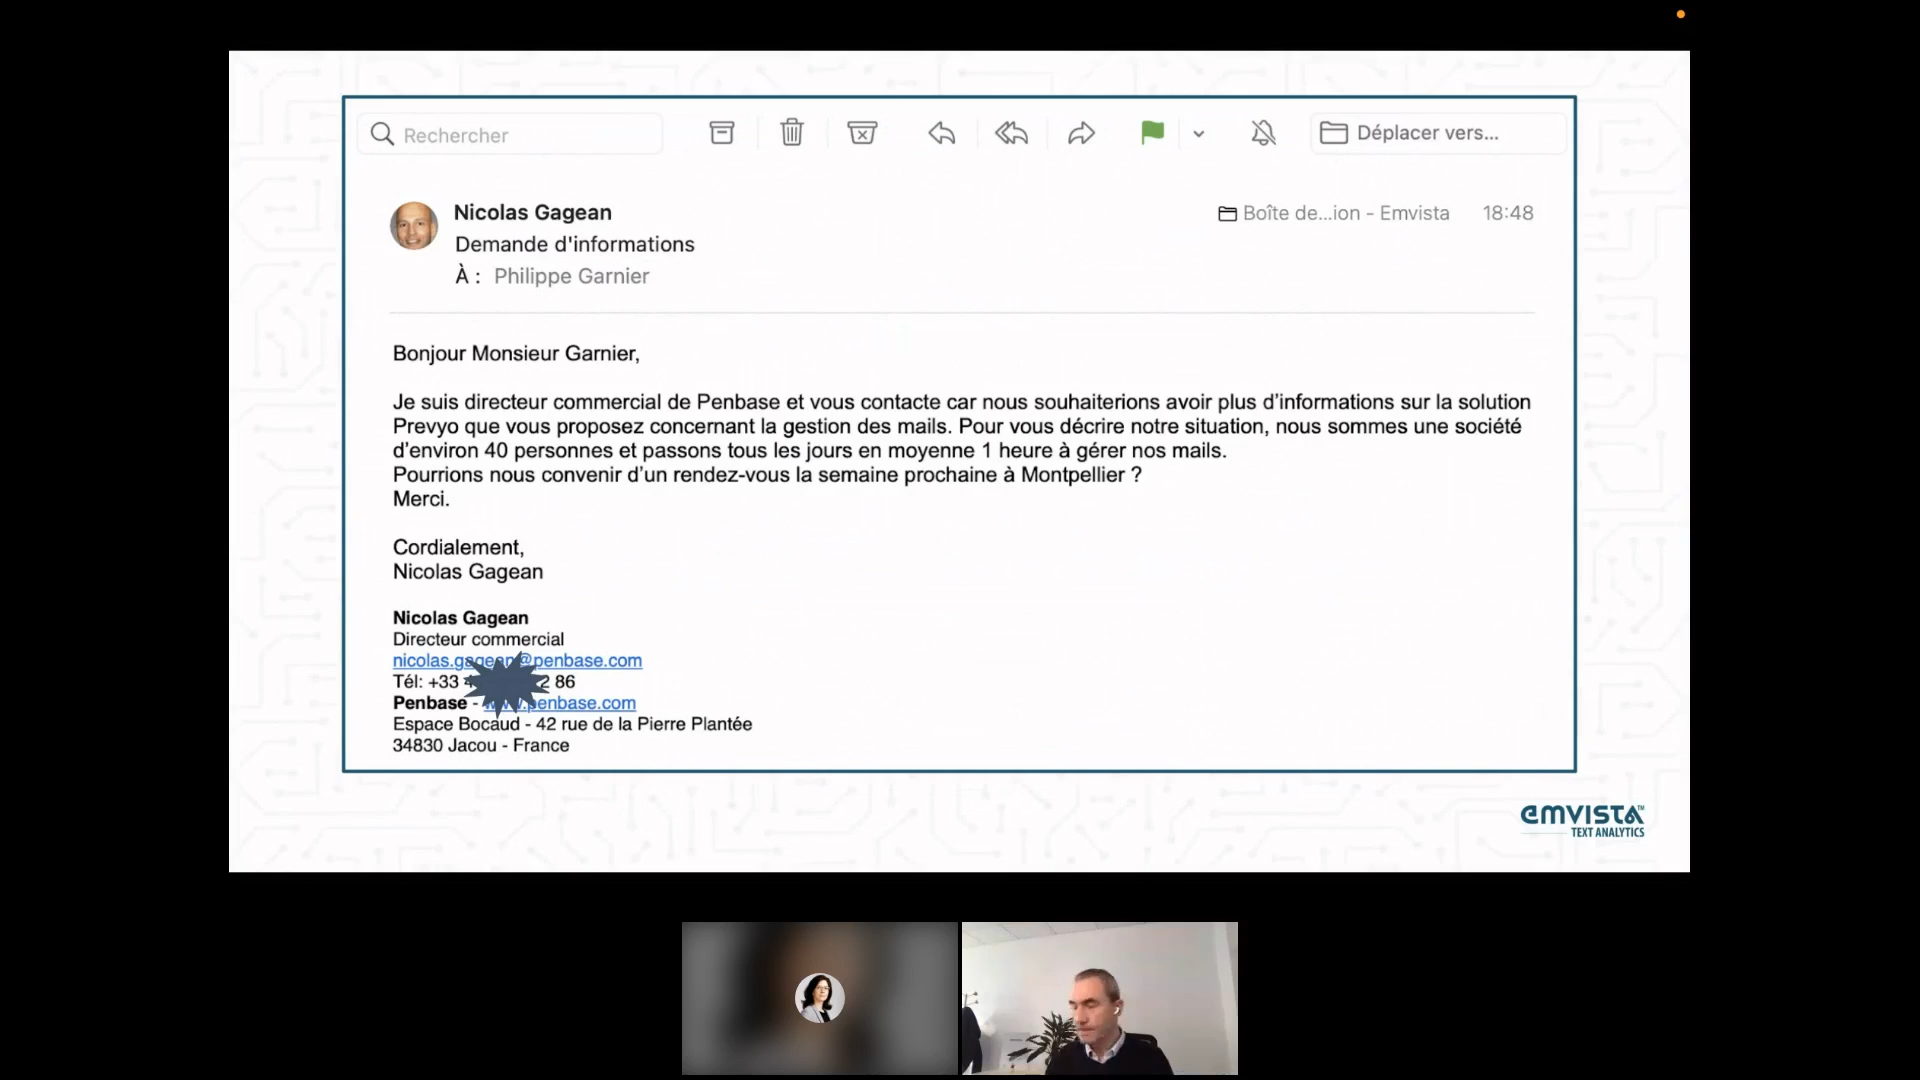 Rechercher
Déplacer vers...
Nicolas Gagean
Boîte de...ion - Emvista 18:48
Demande d'informations
À : Philippe Garnier
Bonjour Monsieur Garnier,
Je suis directeur commercial de Penbase et vous contacte car nous souhaiterions avoir plus d'informations sur la solution
Prevyo que vous proposez concernant la gestion des mails. Pour vous décrire notre situation, nous sommes une société
d'environ 40 personnes et passons tous les jours en moyenne 1 heure à gérer nos mails.
Pourrions nous convenir d'un rendez-vous la semaine prochaine à Montpellier ?
Merci.
Cordialement,
Nicolas Gagean
Nicolas Gagean
Directeur commercial
nicolas.gagean@penbase.com
Tél: +33 2 86
Penbase - www.penbase.com
Espace Bocaud - 42 rue de la Pierre Plantée
34830 Jacou - France
emvista™
TEXT ANALYTICS